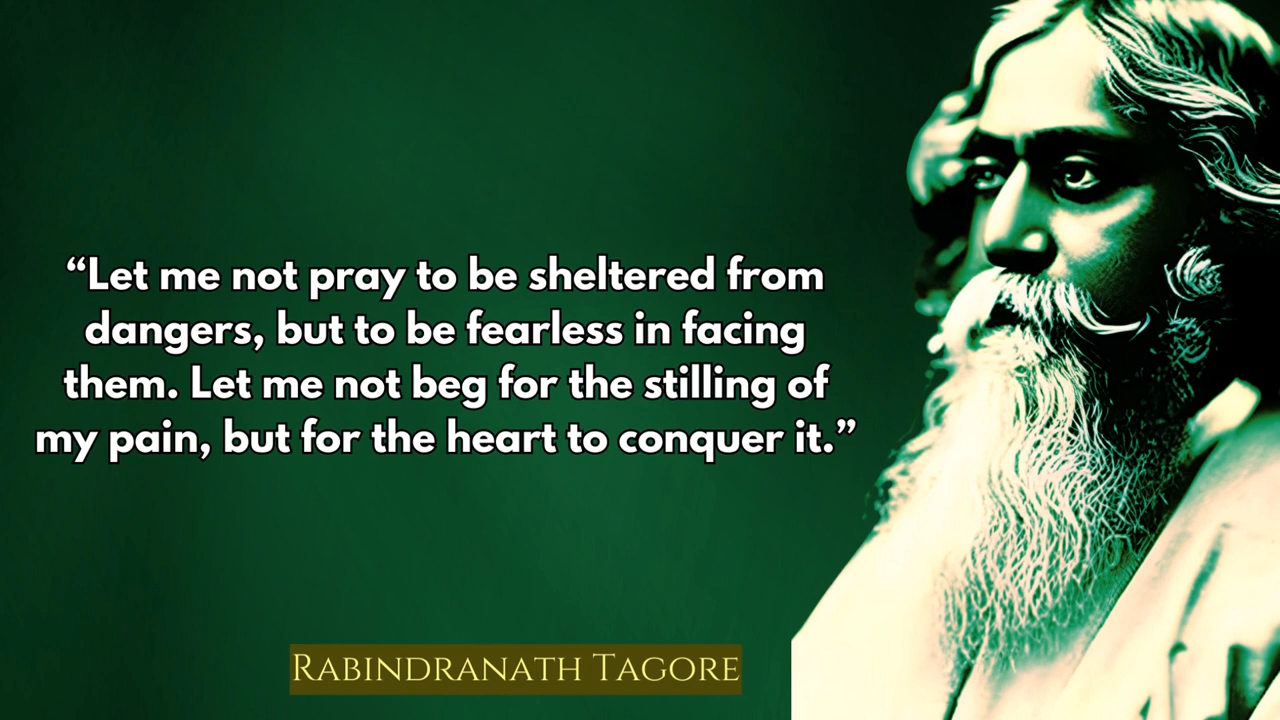 “Let me not pray to be sheltered from
dangers, but to be fearless in facing
them. Let me not beg for the stilling of
my pain, but for the heart to conquer it.”
Rabindranath Tagore